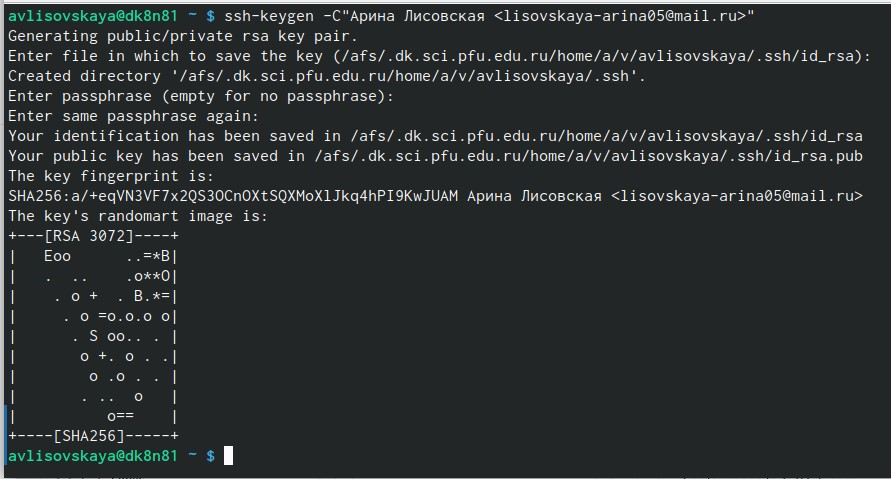 avlisovskaya@dk8n81 ~ $ ssh-keygen -C"Арина Лисовская <lisovskaya-arina05@mail.ru>"
Generating public/private rsa key pair.
Enter file in which to save the key (/afs/.dk.sci.pfu.edu.ru/home/a/v/avlisovskaya/.ssh/id_rsa):
Created directory '/afs/.dk.sci.pfu.edu.ru/home/a/v/avlisovskaya/.ssh'.
Enter passphrase (empty for no passphrase):
Enter same passphrase again:
Your identification has been saved in /afs/.dk.sci.pfu.edu.ru/home/a/v/avlisovskaya/.ssh/id_rsa
Your public key has been saved in /afs/.dk.sci.pfu.edu.ru/home/a/v/avlisovskaya/.ssh/id_rsa.pub
The key fingerprint is:
SHA256:a/+eqVN3VF7x2QS3OCnOXtSQXMoXlJkq4hPI9KwJUAM Арина Лисовская <lisovskaya-arina05@mail.ru>
The key's randomart image is:
+---[RSA 3072]----+
|   Eoo      ..=*B|
|   .  ..    .o**O|
|    . o +  . B.*=|
|     . o =o.o.o o|
|      . S oo.. . |
|       o +. o . .|
|        o .o . . |
|       . ..  o   |
|          o==    |
+----[SHA256]-----+
avlisovskaya@dk8n81 ~ $